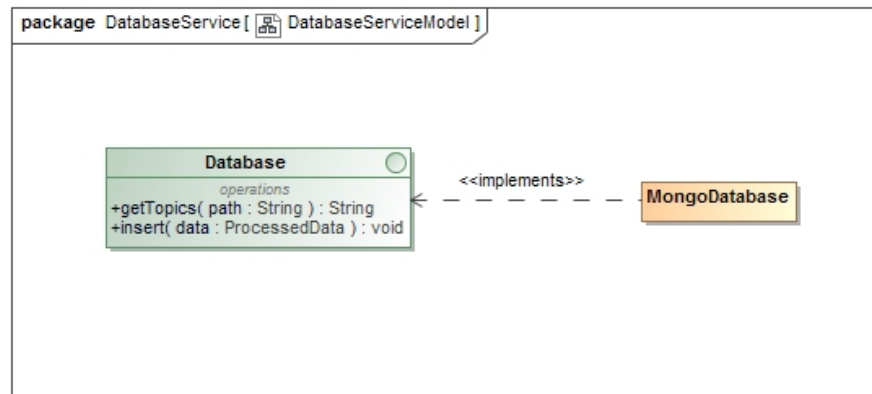 package DatabaseService [ DatabaseServiceModel ]
Database
operations
+getTopics( path : String ) : String
+insert( data : ProcessedData ) : void
<<implements>>
MongoDatabase